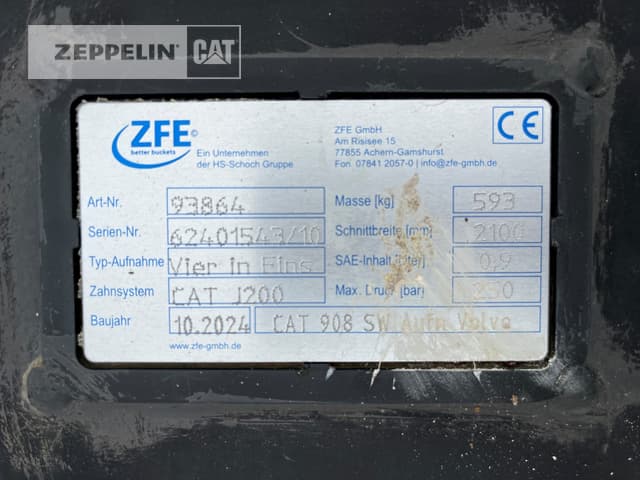 ZEPPELIN CAT
ZFE©
better buckets
Ein Unternehmen
der HS-Schoch Gruppe
ZFE GmbH
Am Risisee 15
77855 Achern-Gamshurst
Fon 07841 2057-0 | info@zfe-gmbh.de
CE
Art-Nr. 93864
Masse [kg] 593
Serien-Nr. 62401543/10
Schnittbreite [mm] 2100
Typ-Aufnahme Vier in Eins
SAE-Inhalt [liter] 0,9
Zahnsystem CAT J200
Max. Druck [bar] 250
Baujahr 10.2024 CAT 908 SW Aufn Volvo
www.zfe-gmbh.de